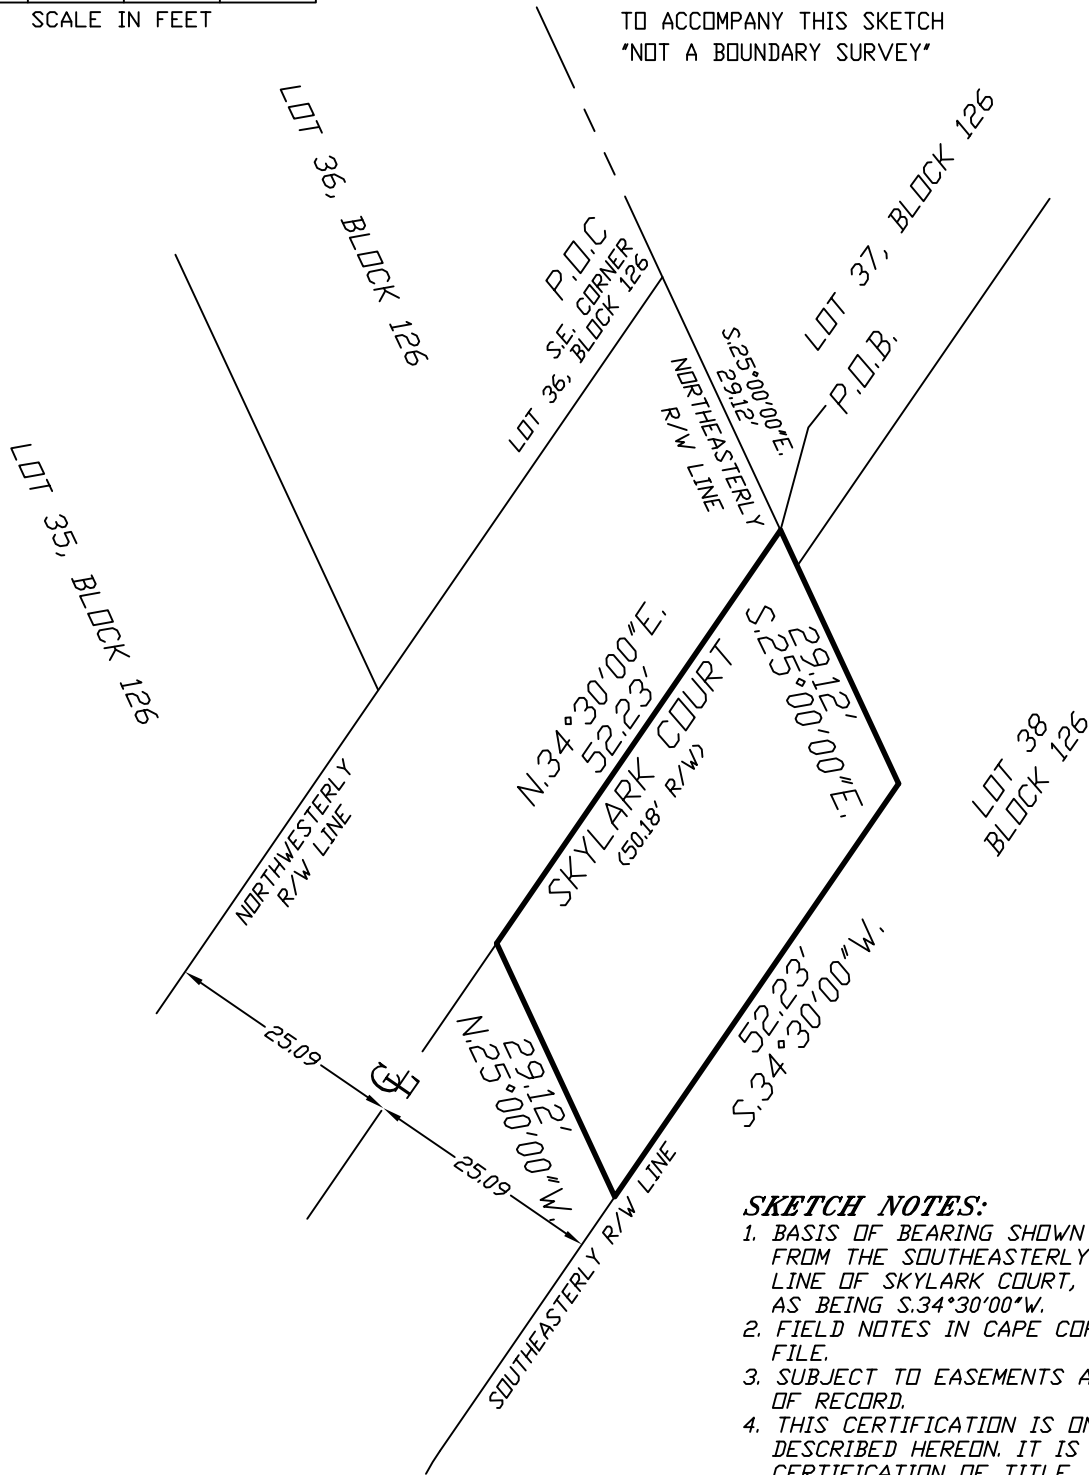 SCALE IN FEET
TO ACCOMPANY THIS SKETCH
"NOT A BOUNDARY SURVEY"
LOT 36, BLOCK 126
LOT 37, BLOCK 126
P.O.C
S.E. CORNER
LOT 36, BLOCK 126
S.25°00'00"E.
29.12'
NORTHEASTERLY
R/W LINE
P.O.B.
LOT 35, BLOCK 126
N.34°30'00"E.
52.23'
SKYLARK COURT
(50.18' R/W)
29.12'
S.25°00'00"E.
LOT 38
BLOCK 126
NORTHWESTERLY
R/W LINE
52.23'
S.34°30'00"W.
25.09
CL
29.12'
N.25°00'00"W.
25.09
SOUTHEASTERLY R/W LINE
SKETCH NOTES:
1. BASIS OF BEARING SHOWN
FROM THE SOUTHEASTERLY
LINE OF SKYLARK COURT,
AS BEING S.34°30'00"W.
2. FIELD NOTES IN CAPE
FILE.
3. SUBJECT TO EASEMENTS
OF RECORD.
4. THIS CERTIFICATION IS
DESCRIBED HEREON. IT IS
CERTIFICATION OF TITLE